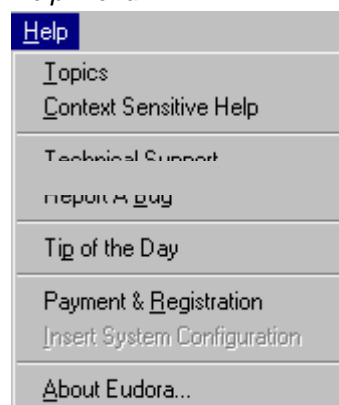 Help
Topics
Context Sensitive Help
Technical Support
Report A Bug
Tip of the Day
Payment & Registration
Insert System Configuration
About Eudora...